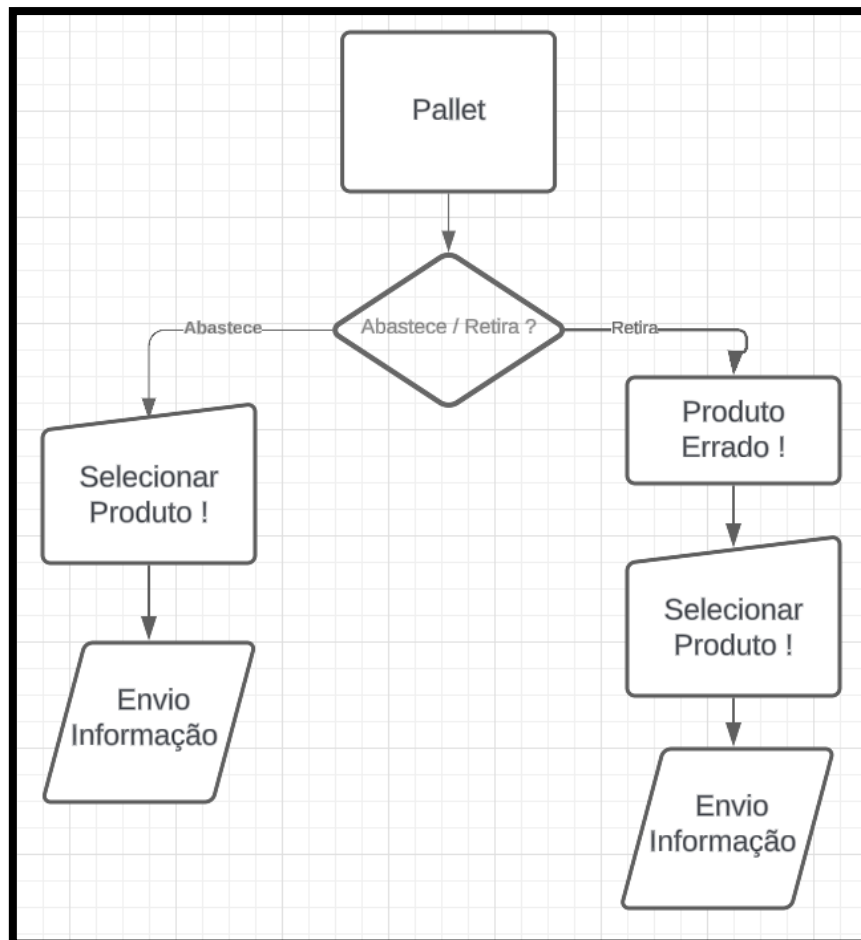 Pallet
Abastece / Retira ?
Abastece
Retira
Selecionar
Produto !
Envio
Informação
Produto
Errado !
Selecionar
Produto !
Envio
Informação